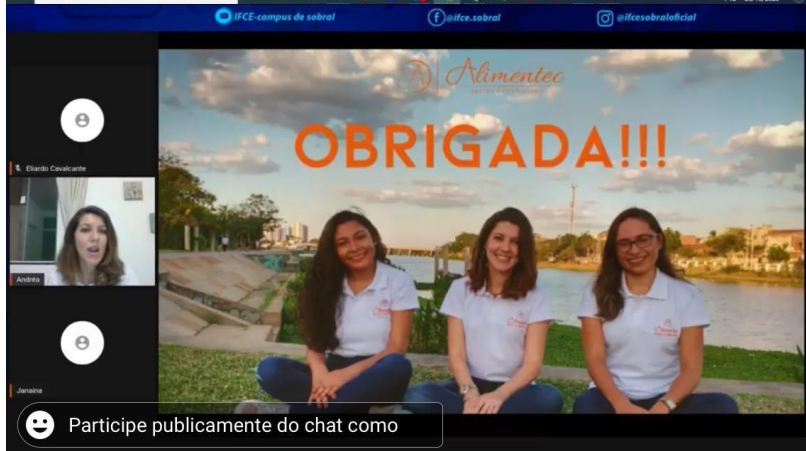 IFCE-campus de sobral
@ifce.sobral
@ifcesobraloficial
Alimentec
OBRIGADA!!!
Eliardo Cavalcante
Andréa
Janaina
Participe publicamente do chat como